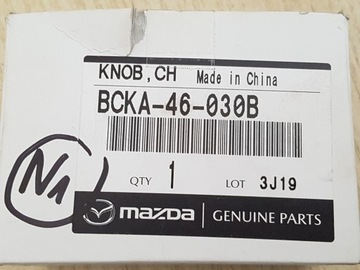 KNOB, CH Made in China
BCKA-46-030B
QTY 1 LOT 3J19
N1
mazda GENUINE PARTS